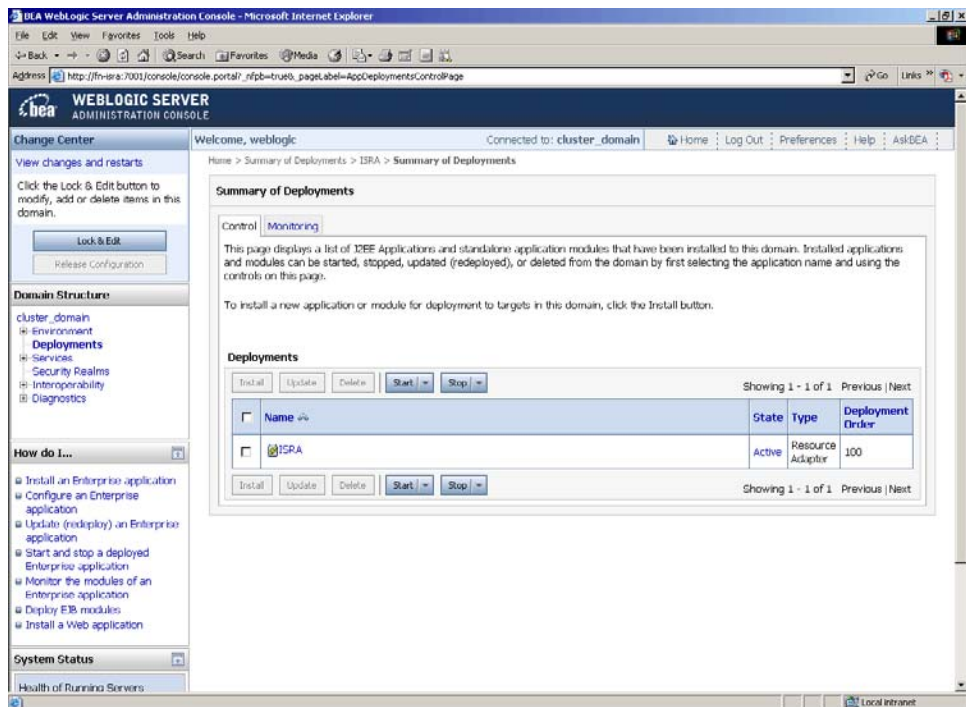 BEA WebLogic Server Administration Console - Microsoft Internet Explorer
File Edit View Favorites Tools Help
Back Search Favorites Media
Address http://fn-isra:7001/console/console.portal?_nfpb=true&_pageLabel=AppDeploymentsControlPage Go Links »
bea WEBLOGIC SERVER
ADMINISTRATION CONSOLE
Change Center
View changes and restarts
Click the Lock & Edit button to
modify, add or delete items in this
domain.
Lock & Edit
Release Configuration
Domain Structure
cluster_domain
Environment
Deployments
Services
Security Realms
Interoperability
Diagnostics
How do I...
Install an Enterprise application
Configure an Enterprise
application
Update (redeploy) an Enterprise
application
Start and stop a deployed
Enterprise application
Monitor the modules of an
Enterprise application
Deploy EJB modules
Install a Web application
System Status
Health of Running Servers
Welcome, weblogic Connected to: cluster_domain Home Log Out Preferences Help AskBEA
Home > Summary of Deployments > ISRA > Summary of Deployments
Summary of Deployments
Control Monitoring
This page displays a list of J2EE Applications and standalone application modules that have been installed to this domain. Installed applications
and modules can be started, stopped, updated (redeployed), or deleted from the domain by first selecting the application name and using the
controls on this page.
To install a new application or module for deployment to targets in this domain, click the Install button.
Deployments
Install Update Delete Start Stop Showing 1 - 1 of 1 Previous | Next
Name State Type Deployment
Order
ISRA Active Resource
Adapter 100
Install Update Delete Start Stop Showing 1 - 1 of 1 Previous | Next
Local intranet